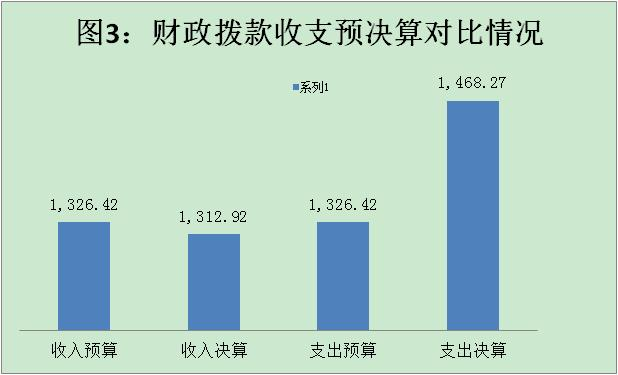 图3：财政拨款收支预决算对比情况
系列1
1,468.27
1,326.42
1,312.92
1,326.42
收入预算
收入决算
支出预算
支出决算